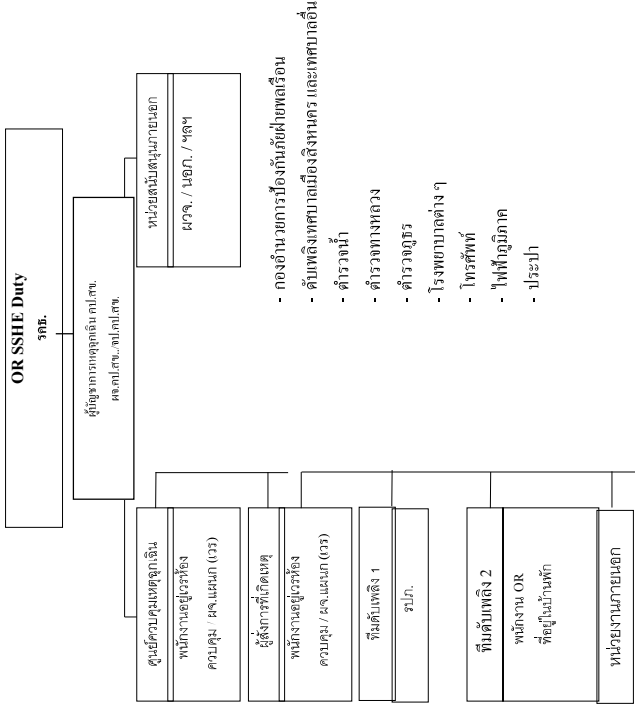 OR SSHE Duty
รคธ.
ผู้บัญชาการเหตุฉุกเฉิน คป.สข.
ผจ.คป.สข../จป.คป.สข.
ศูนย์ควบคุมเหตุฉุกเฉิน
พนักงานอยู่เวรห้อง
ควบคุม / ผจ.แผนก (เวร)
ผู้สั่งการที่เกิดเหตุ
พนักงานอยู่เวรห้อง
ควบคุม / ผจ.แผนก (เวร)
ทีมดับเพลิง 1
รปภ.
ทีมดับเพลิง 2
พนักงาน OR
ที่อยู่ในบ้านพัก
หน่วยงานภายนอก
หน่วยสนับสนุนภายนอก
ผวจ. / นอภ. / ฯลฯ
- กองอำนวยการป้องกันภัยฝ่ายพลเรือน
- ดับเพลิงเทศบาลเมืองสิงหนคร และเทศบาลอื่น
- ตำรวจน้ำ
- ตำรวจทางหลวง
- ตำรวจภูธร
- โรงพยาบาลต่าง ๆ
- โทรศัพท์
- ไฟฟ้าภูมิภาค
- ประปา